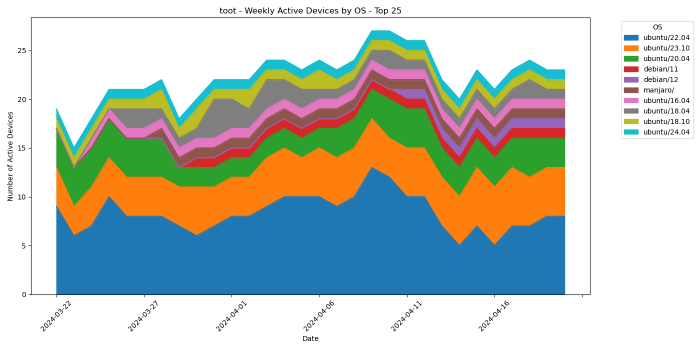 toot - Weekly Active Devices by OS - Top 25
OS
ubuntu/22.04
ubuntu/23.10
ubuntu/20.04
debian/11
debian/12
manjaro/
ubuntu/16.04
ubuntu/18.04
ubuntu/18.10
ubuntu/24.04
Number of Active Devices
25
20
15
10
5
0
2024-03-22
2024-03-27
2024-04-01
2024-04-06
2024-04-11
2024-04-16
Date